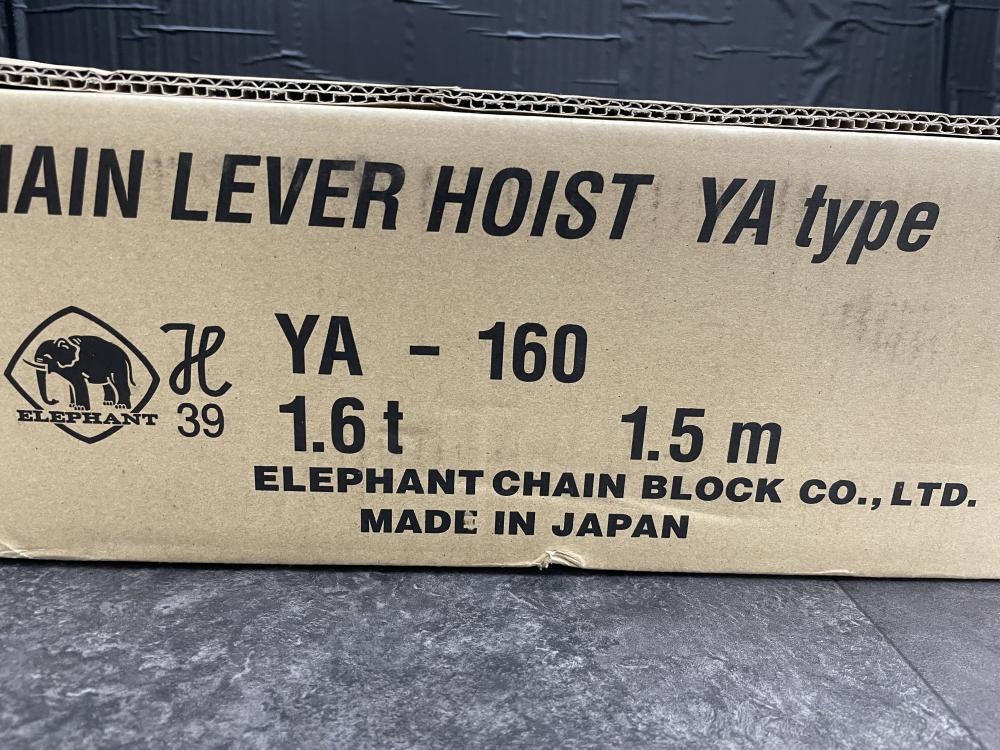 HAIN LEVER HOIST YA type
ELEPHANT
H
39
YA - 160
1.6 t 1.5 m
ELEPHANT CHAIN BLOCK CO., LTD.
MADE IN JAPAN